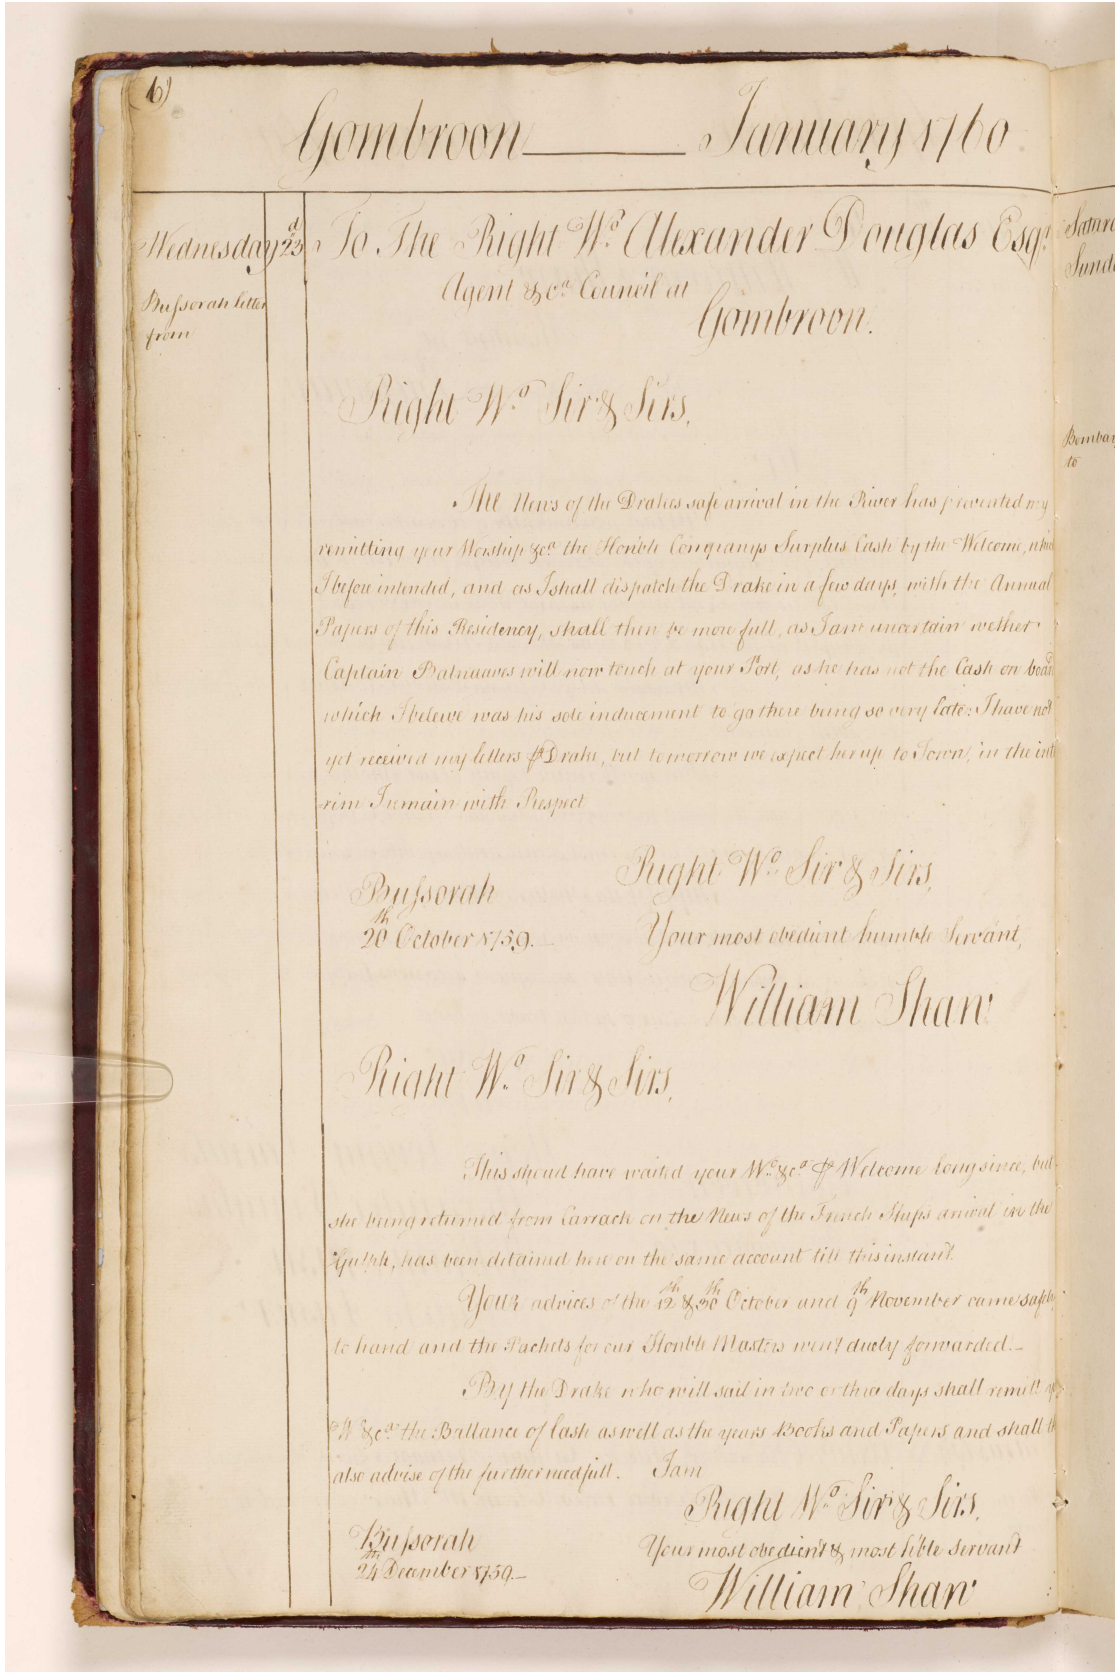 6)
Gombroon January 1760
Wednesday 23d To The Right Wo. Alexander Douglas Esqr.
Bussorah letter
from
Agent &ca. Council at
Gombroon.
Right Wo. Sir & Sirs,
The News of the Drakes safe arrival in the River has prevented my
remitting your Worship &ca. the Honble Companys Surplus Cash by the Welcome, which
I before intended, and as I shall dispatch the Drake in a few days, with the Annual
Papers of this Residency, shall then be more full, as I am uncertain wether
Captain Balnaaves will now touch at your Port, as he has not the Cash on board
which I beleive was his sole inducement to go there being so very late: I have not
yet received my letters ⅌ Drake, but tomorrow we expect her up to Town, in the inte
rim I remain with Respect
Right Wo. Sir & Sirs,
Bussorah
20th October 1759. Your most obedient humble Servant,
William Shaw
Right Wo. Sir & Sirs,
This shoud have waited your Wo. &ca. ⅌ Welcome long since, but
she being returned from Carrack on the News of the French Ships arrival in the
Gulph, has been detained here on the same account till this instant.
Your advices of the 12th & 30th October and 9th November came safely
to hand and the Packets for our Honble Masters went duely forwarded.
By the Drake who will sail in two or three days shall remitt
W &ca. the Ballance of Cash as well as the years Books and Papers and shall
also advise of the further needfull. I am
Right Wo. Sir & Sirs,
Bussorah
24th December 1759. Your most obedient & most hble Servant
William Shaw
Satur
Sund
Bombay
to